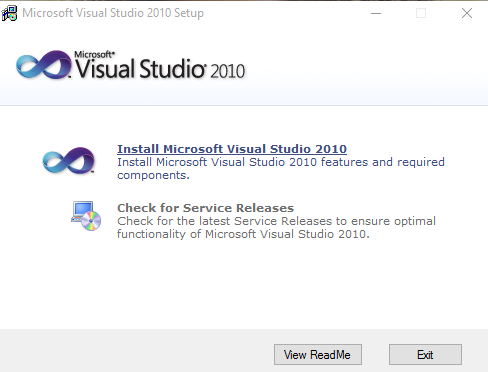 Microsoft Visual Studio 2010 Setup
Microsoft®
Visual Studio® 2010
Install Microsoft Visual Studio 2010
Install Microsoft Visual Studio 2010 features and required
components.
Check for Service Releases
Check for the latest Service Releases to ensure optimal
functionality of Microsoft Visual Studio 2010.
View ReadMe
Exit